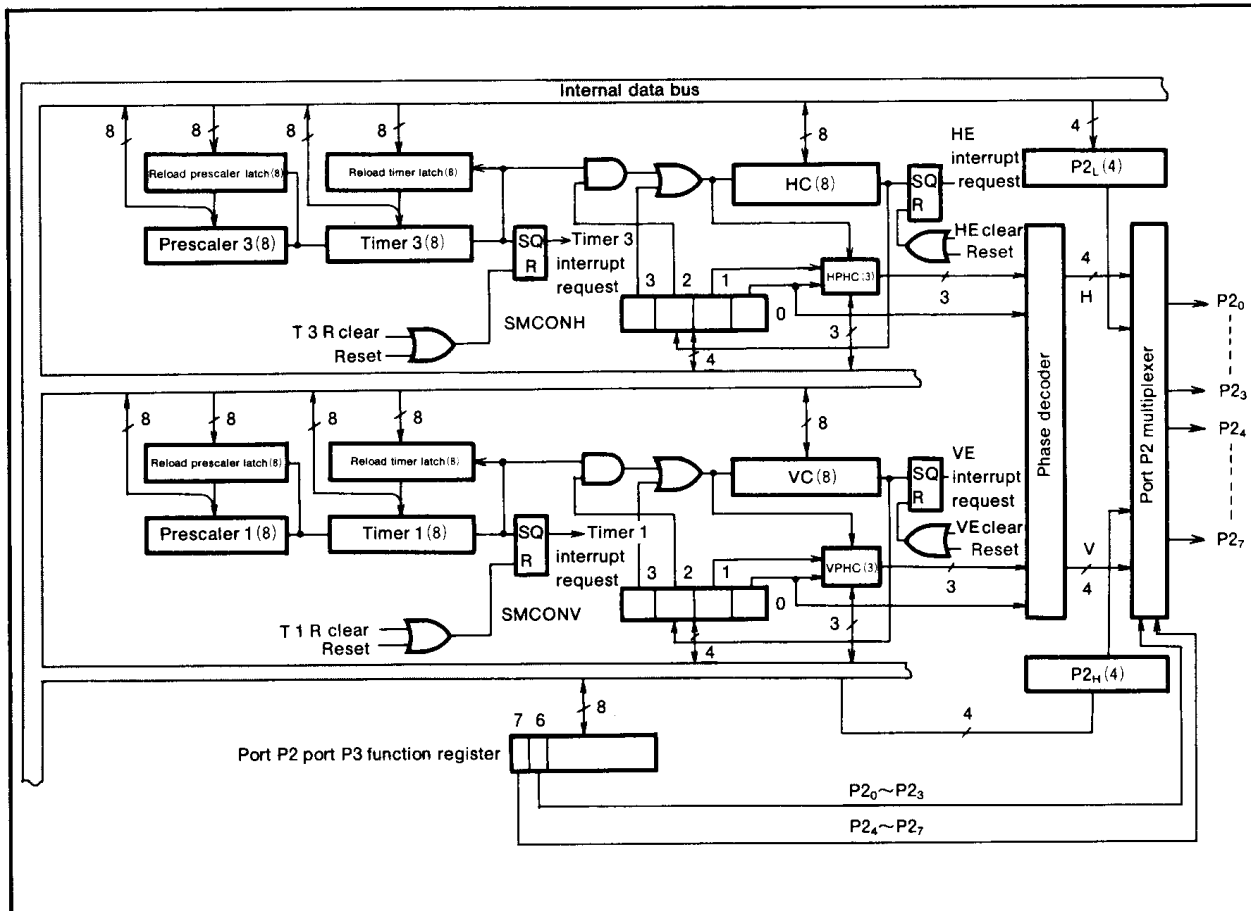 Internal data bus
8
8
8
8
8
4
HE
interrupt
request
Reload prescaler latch(8)
Reload timer latch(8)
HC(8)
SQ
R
P2L(4)
Prescaler 3(8)
Timer 3(8)
SQ
R
Timer 3
interrupt
request
HE clear
Reset
3
2
1
0
HPHC(3)
3
4
H
SMCONH
T 3 R clear
Reset
4
3
Phase decoder
Port P2 multiplexer
P2₀
P2₃
P2₄
P2₇
8
8
8
8
8
VE
interrupt
request
Reload prescaler latch(8)
Reload timer latch(8)
VC(8)
SQ
R
Prescaler 1(8)
Timer 1(8)
SQ
R
Timer 1
interrupt
request
VE clear
Reset
3
2
1
0
VPHC(3)
3
V
4
SMCONV
T 1 R clear
Reset
4
3
P2H(4)
8
4
7 6
Port P2 port P3 function register
P2₀~P2₃
P2₄~P2₇